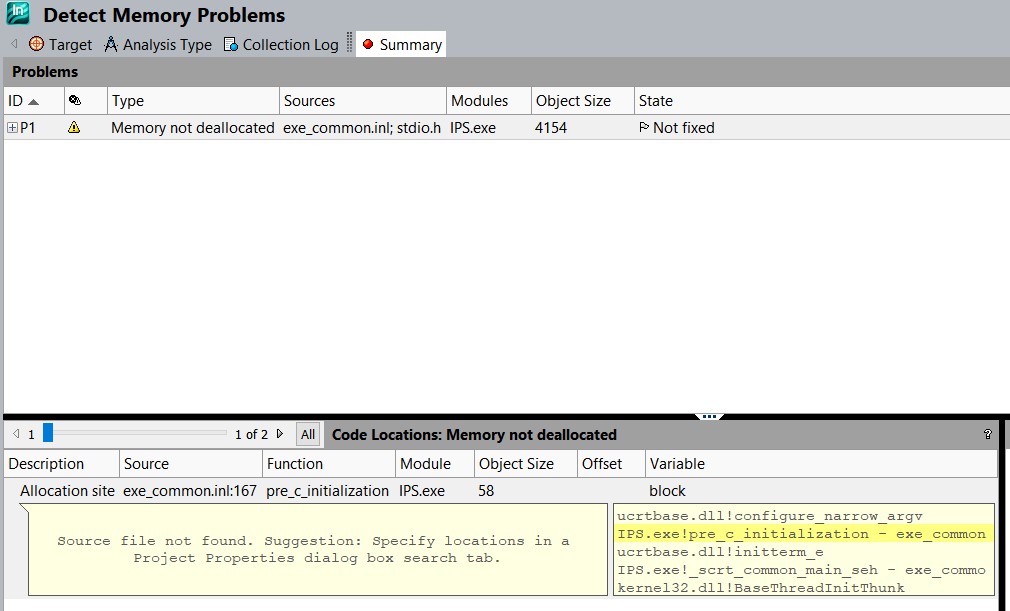 In Detect Memory Problems
Target Analysis Type Collection Log Summary
Problems
ID Type Sources Modules Object Size State
P1 Memory not deallocated exe_common.inl; stdio.h IPS.exe 4154 Not fixed
1 1 of 2 All Code Locations: Memory not deallocated ?
Description Source Function Module Object Size Offset Variable
Allocation site exe_common.inl:167 pre_c_initialization IPS.exe 58 block
Source file not found. Suggestion: Specify locations in a
Project Properties dialog box search tab.
ucrtbase.dll!configure_narrow_argv
IPS.exe!pre_c_initialization - exe_common
ucrtbase.dll!initterm_e
IPS.exe!_scrt_common_main_seh - exe_commo
kernel32.dll!BaseThreadInitThunk